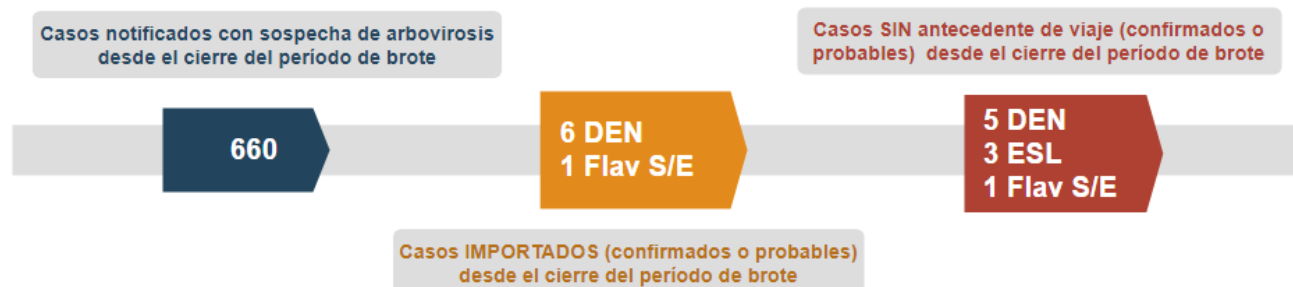 Casos notificados con sospecha de arbovirosis
desde el cierre del período de brote
Casos SIN antecedente de viaje (confirmados o
probables) desde el cierre del período de brote
660
6 DEN
1 Flav S/E
5 DEN
3 ESL
1 Flav S/E
Casos IMPORTADOS (confirmados o probables)
desde el cierre del período de brote